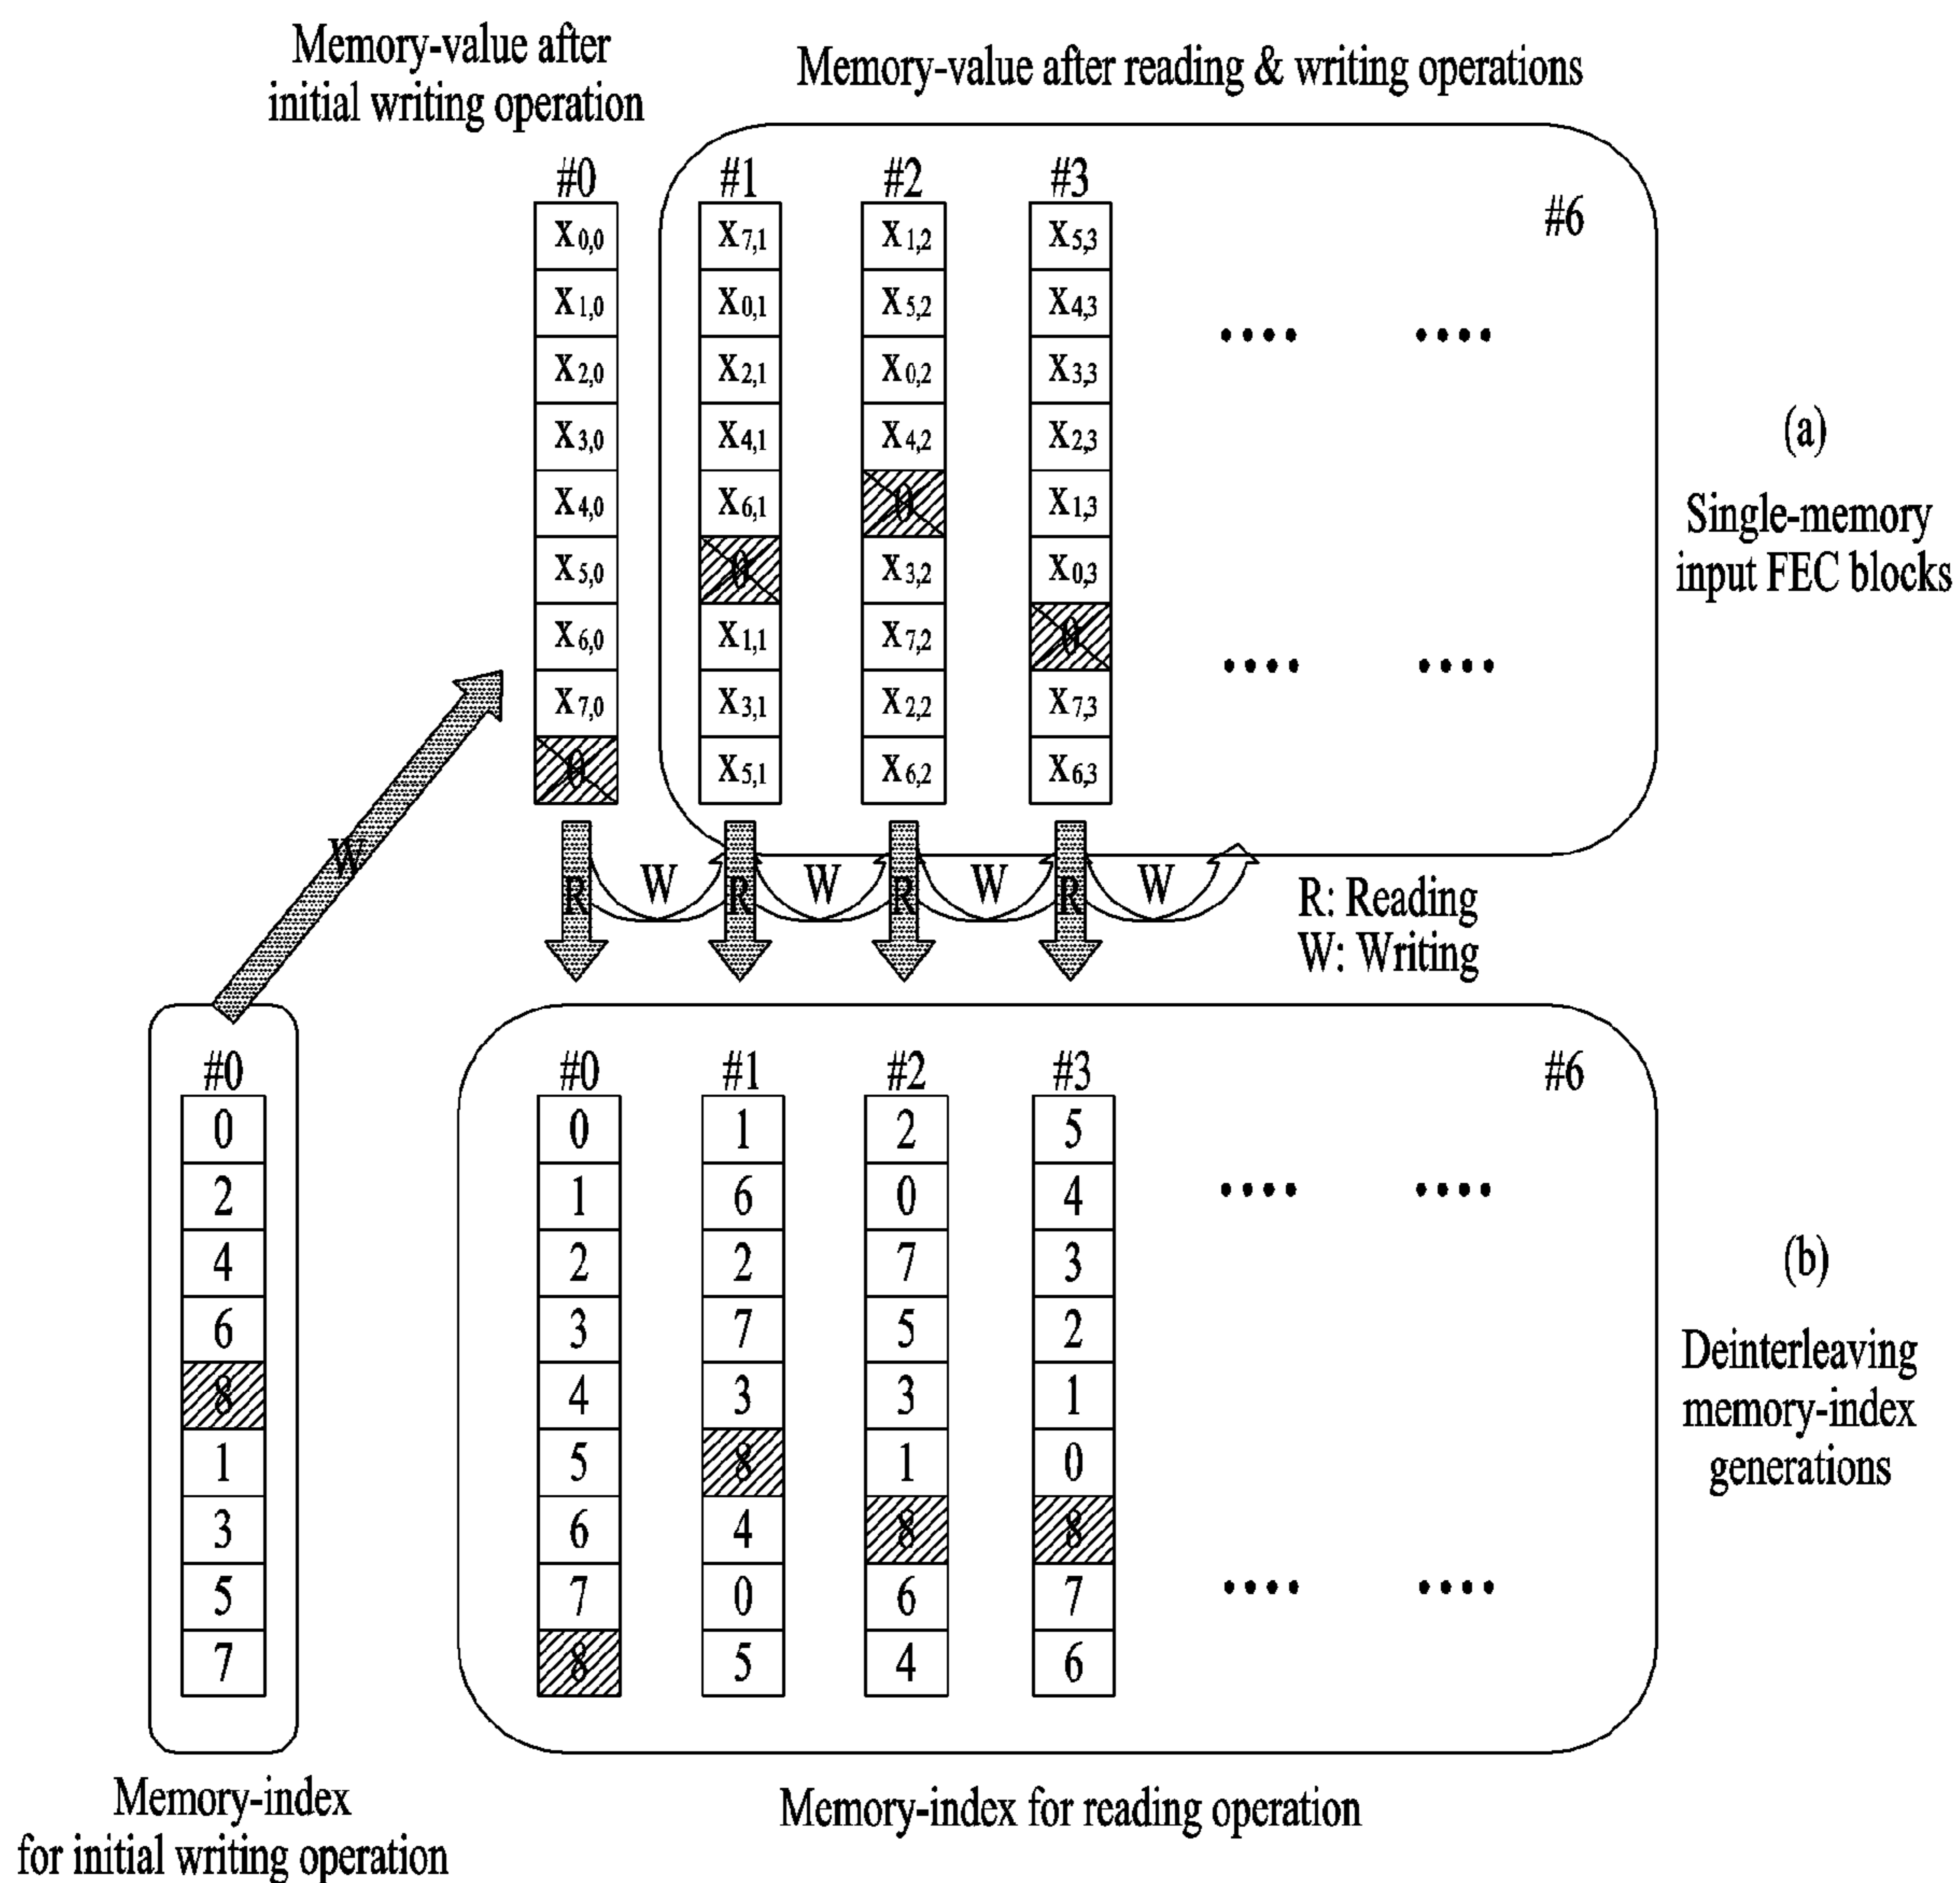 Memory-value after
initial writing operation
Memory-value after reading & writing operations
#0 #1 #2 #3 #6
X0,0 X7,1 X1,2 X5,3
X1,0 X0,1 X5,2 X4,3
X2,0 X2,1 X0,2 X3,3
X3,0 X4,1 X4,2 X2,3
X4,0 X6,1 0 X1,3
X5,0 0 X3,2 X0,3
X6,0 X1,1 X7,2 0
X7,0 X3,1 X2,2 X7,3
0 X5,1 X6,2 X6,3
.... ....
.... ....
(a)
Single-memory
input FEC blocks
W
R W R W R W R W
R: Reading
W: Writing
#0 #0 #1 #2 #3 #6
0 0 1 2 5
2 1 6 0 4
4 2 2 7 3
6 3 7 5 2
8 4 3 3 1
1 5 8 1 0
3 6 4 8 8
5 7 0 6 7
7 8 5 4 6
.... ....
.... ....
(b)
Deinterleaving
memory-index
generations
Memory-index
for initial writing operation
Memory-index for reading operation